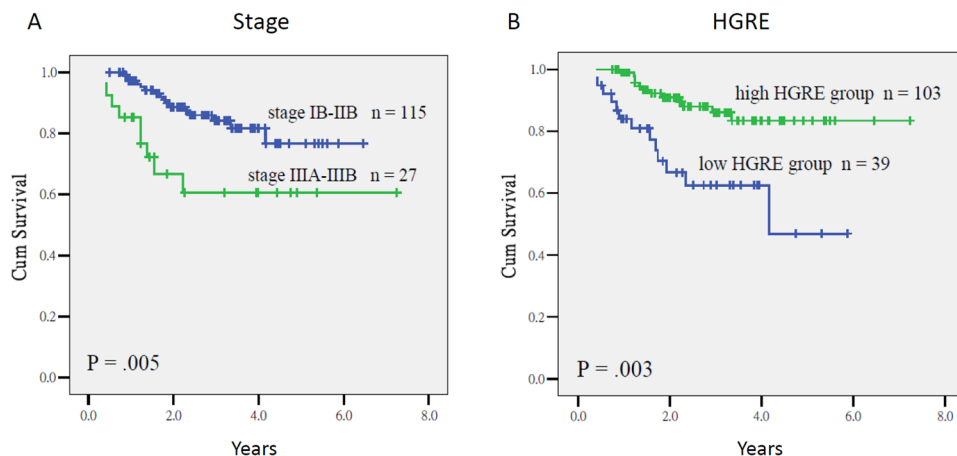 A
Stage
Cum Survival
1.0
0.8
0.6
0.4
0.2
0.0
stage IB-IIB n = 115
stage IIIA-IIIB n = 27
P = .005
0.0 2.0 4.0 6.0 8.0
Years
B
HGRE
Cum Survival
1.0
0.8
0.6
0.4
0.2
0.0
high HGRE group n = 103
low HGRE group n = 39
P = .003
0.0 2.0 4.0 6.0 8.0
Years